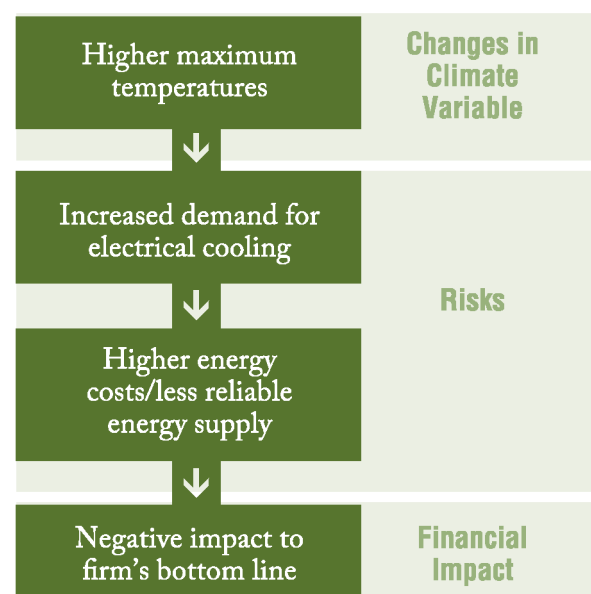 Higher maximum
temperatures
Changes in
Climate
Variable
Increased demand for
electrical cooling
Risks
Higher energy
costs/less reliable
energy supply
Negative impact to
firm's bottom line
Financial
Impact